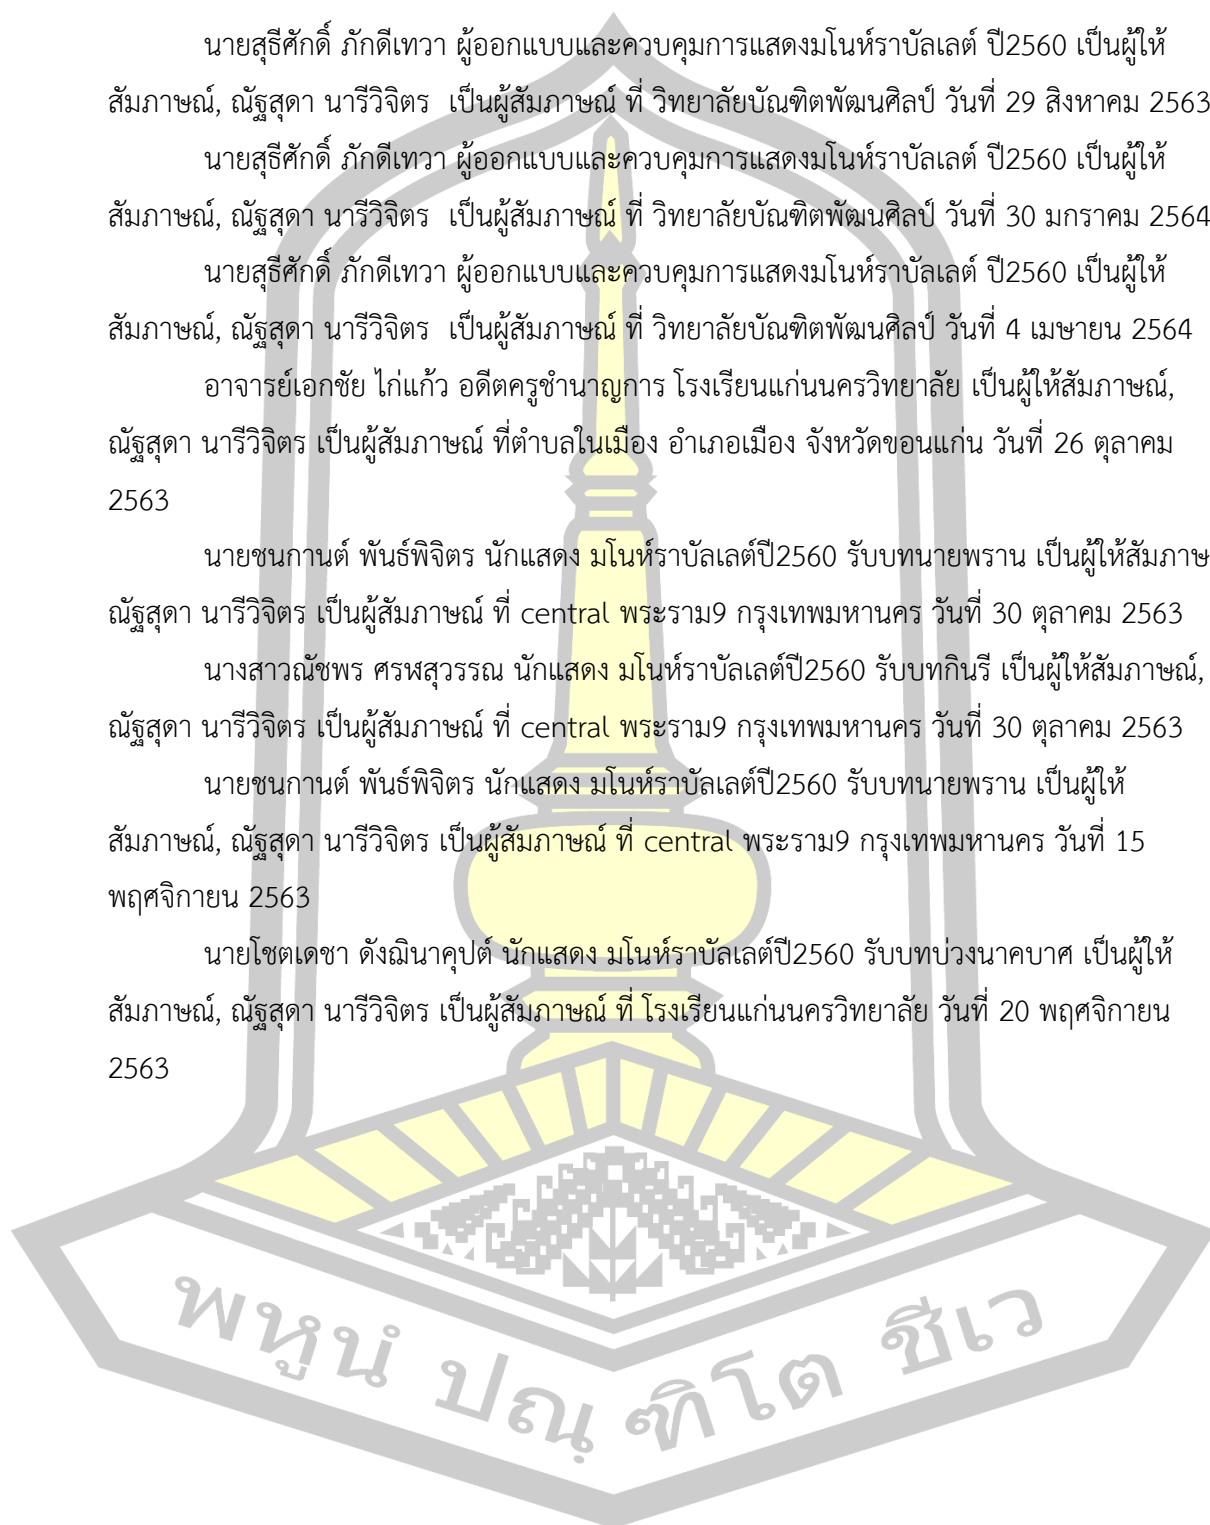 นายสุธีศักดิ์ ภักดีเทวา ผู้ออกแบบและควบคุมการแสดงมโนห์ราบัลเลต์ ปี2560 เป็นผู้ให้
สัมภาษณ์, ณัฐสุดา นารีวิจิตร  เป็นผู้สัมภาษณ์ ที่ วิทยาลัยบัณฑิตพัฒนศิลป์ วันที่ 29 สิงหาคม 2563
นายสุธีศักดิ์ ภักดีเทวา ผู้ออกแบบและควบคุมการแสดงมโนห์ราบัลเลต์ ปี2560 เป็นผู้ให้
สัมภาษณ์, ณัฐสุดา นารีวิจิตร  เป็นผู้สัมภาษณ์ ที่ วิทยาลัยบัณฑิตพัฒนศิลป์ วันที่ 30 มกราคม 2564
นายสุธีศักดิ์ ภักดีเทวา ผู้ออกแบบและควบคุมการแสดงมโนห์ราบัลเลต์ ปี2560 เป็นผู้ให้
สัมภาษณ์, ณัฐสุดา นารีวิจิตร  เป็นผู้สัมภาษณ์ ที่ วิทยาลัยบัณฑิตพัฒนศิลป์ วันที่ 4 เมษายน 2564
อาจารย์เอกชัย ไก่แก้ว อดีตครูชำนาญการ โรงเรียนแก่นนครวิทยาลัย เป็นผู้ให้สัมภาษณ์,
ณัฐสุดา นารีวิจิตร เป็นผู้สัมภาษณ์ ที่ตำบลในเมือง อำเภอเมือง จังหวัดขอนแก่น วันที่ 26 ตุลาคม
2563
นายชนกานต์ พันธ์พิจิตร นักแสดง มโนห์ราบัลเลต์ปี2560 รับบทนายพราน เป็นผู้ให้สัมภาษ
ณัฐสุดา นารีวิจิตร เป็นผู้สัมภาษณ์ ที่ central พระราม9 กรุงเทพมหานคร วันที่ 30 ตุลาคม 2563
นางสาวณัชพร ศรฬสุวรรณ นักแสดง มโนห์ราบัลเลต์ปี2560 รับบทกินรี เป็นผู้ให้สัมภาษณ์,
ณัฐสุดา นารีวิจิตร เป็นผู้สัมภาษณ์ ที่ central พระราม9 กรุงเทพมหานคร วันที่ 30 ตุลาคม 2563
นายชนกานต์ พันธ์พิจิตร นักแสดง มโนห์ราบัลเลต์ปี2560 รับบทนายพราน เป็นผู้ให้
สัมภาษณ์, ณัฐสุดา นารีวิจิตร เป็นผู้สัมภาษณ์ ที่ central พระราม9 กรุงเทพมหานคร วันที่ 15
พฤศจิกายน 2563
นายโชตเดชา ดังฌินาคุปต์ นักแสดง มโนห์ราบัลเลต์ปี2560 รับบทบ่วงนาคบาศ เป็นผู้ให้
สัมภาษณ์, ณัฐสุดา นารีวิจิตร เป็นผู้สัมภาษณ์ ที่ โรงเรียนแก่นนครวิทยาลัย วันที่ 20 พฤศจิกายน
2563
พหูนํ ปณฺฑิโต ชีเว